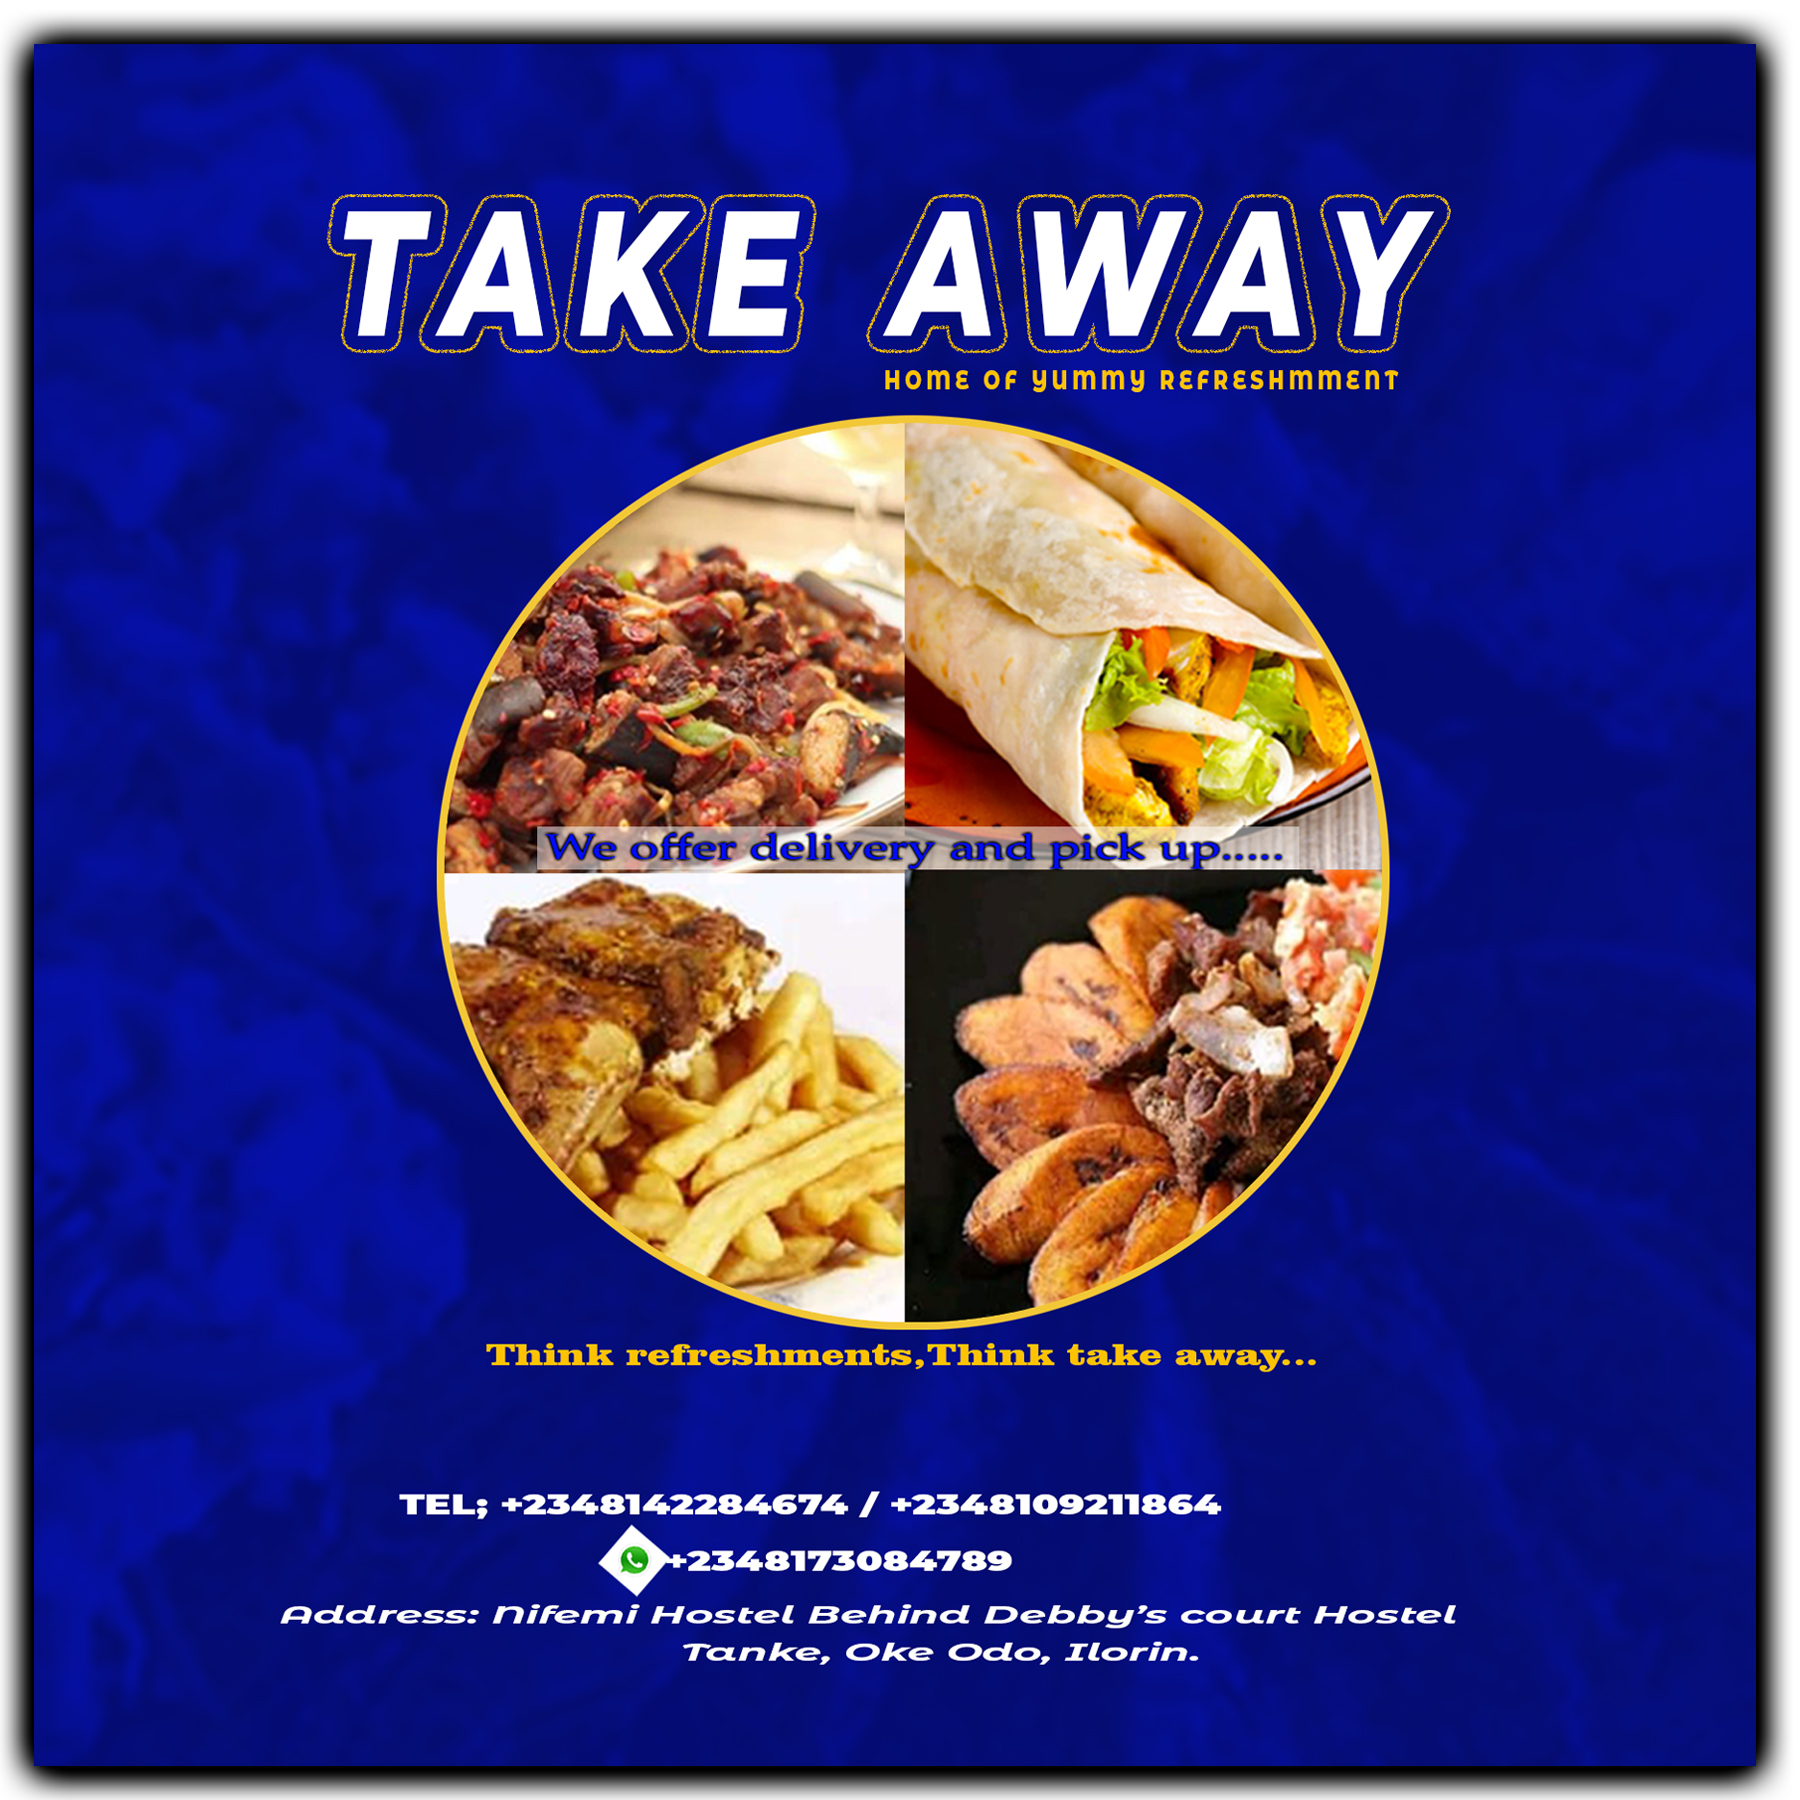 TAKE AWAY
HOME OF YUMMY REFRESHMMENT
We offer delivery and pick up.....
Think refreshments,Think take away...
TEL; +2348142284674 / +2348109211864
+2348173084789
Address: Nifemi Hostel Behind Debby's court Hostel
Tanke, Oke Odo, Ilorin.